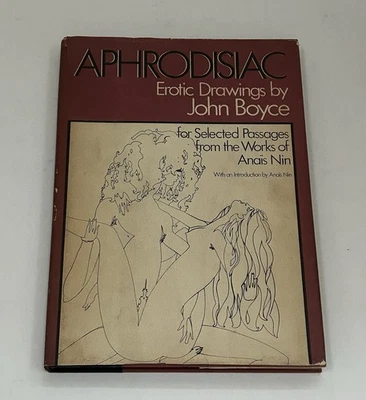 APHRODISIAC
Erotic Drawings by
John Boyce
for Selected Passages
from the Works of
Anais Nin
With an Introduction by Anais Nin